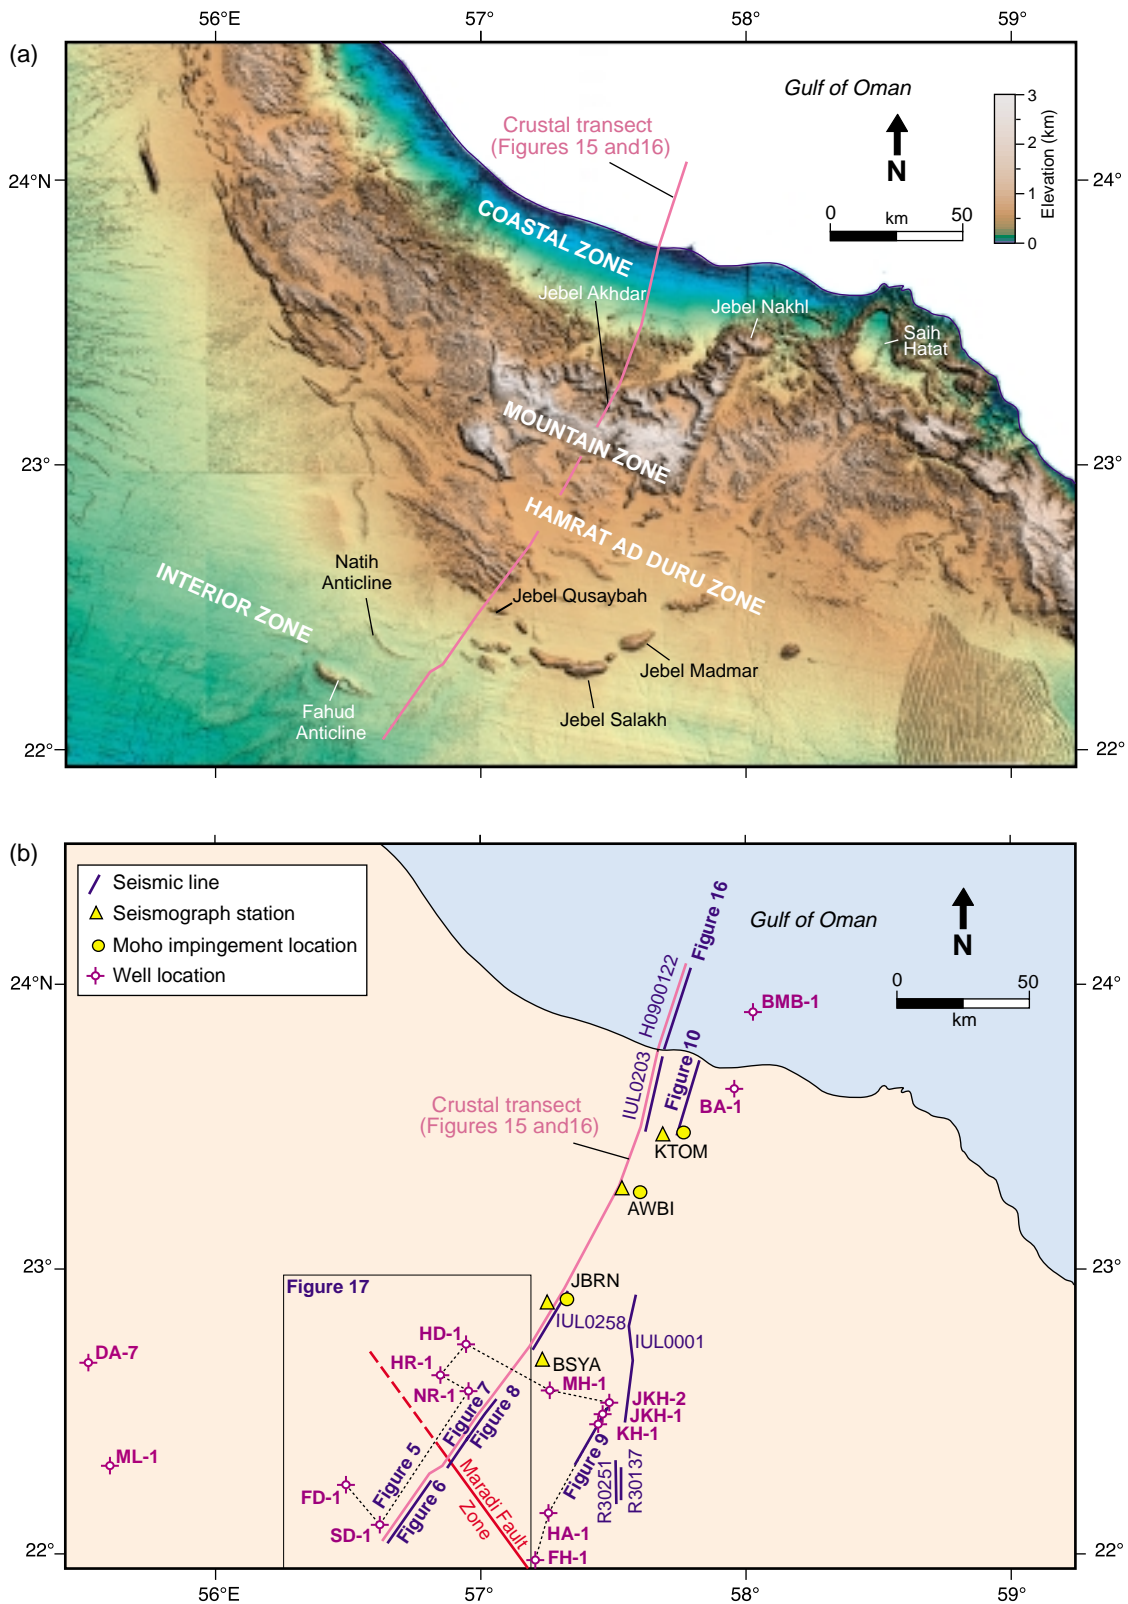 56°E
57°
58°
59°
(a)
Gulf of Oman
3
2
1
0
Elevation (km)
N
Crustal transect
(Figures 15 and16)
24°N
24°
0
50
km
COASTAL ZONE
Jebel Akhdar
Jebel Nakhl
Saih
Hatat
MOUNTAIN ZONE
23°
23°
HAMRAT AD DURU ZONE
Natih
Anticline
INTERIOR ZONE
Jebel Qusaybah
Jebel Madmar
Fahud
Anticline
Jebel Salakh
22°
22°
(b)
Seismic line
Seismograph station
Moho impingement location
Well location
Figure 16
Gulf of Oman
N
24°N
24°
H0900122
0
50
km
BMB-1
IUL0203
Figure 10
BA-1
Crustal transect
(Figures 15 and16)
KTOM
AWBI
23°
23°
Figure 17
JBRN
IUL0258
IUL0001
HD-1
DA-7
HR-1
BSYA
NR-1
MH-1
JKH-2
JKH-1
KH-1
Figure 7
Figure 8
Figure 9
ML-1
Figure 5
Figure 6
R30251
R30137
FD-1
Maradi Fault
Zone
SD-1
HA-1
FH-1
22°
22°
56°E
57°
58°
59°